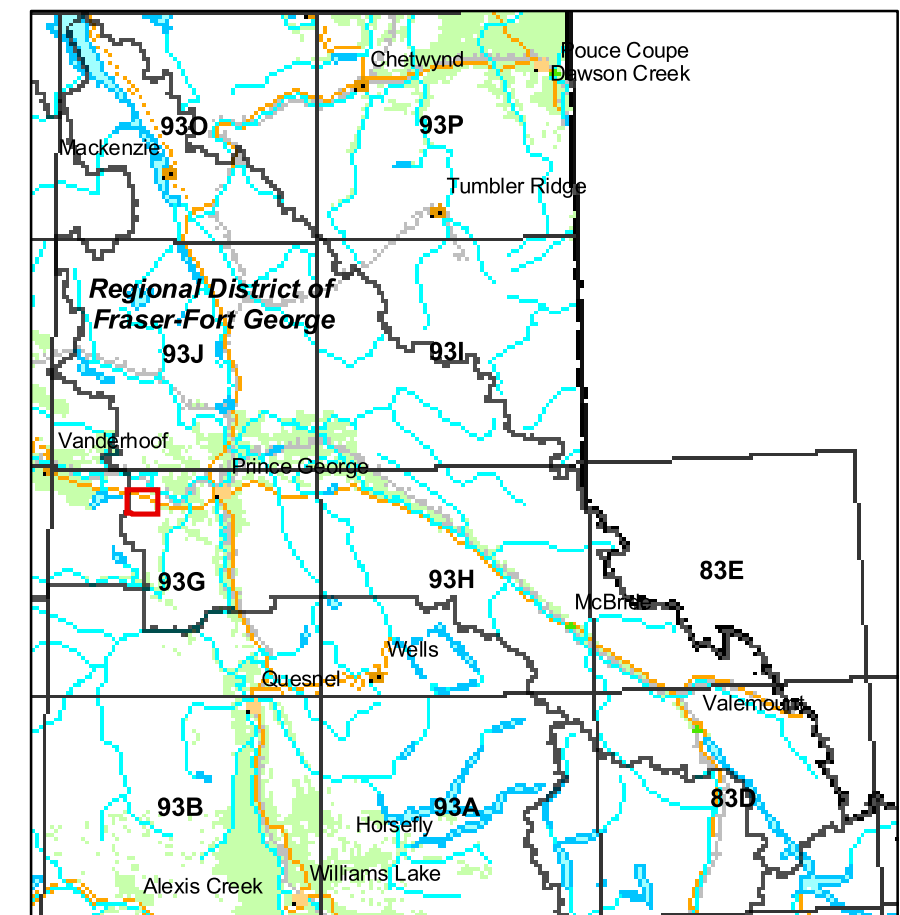 Pouce Coupe
Chetwynd
Dawson Creek
93O
93P
Mackenzie
Tumbler Ridge
Regional District of
Fraser-Fort George
93J
93I
Vanderhoof
Prince George
93G
93H
83E
McBride
Wells
Quesnel
Valemount
93B
93A
83D
Horsefly
Williams Lake
Alexis Creek